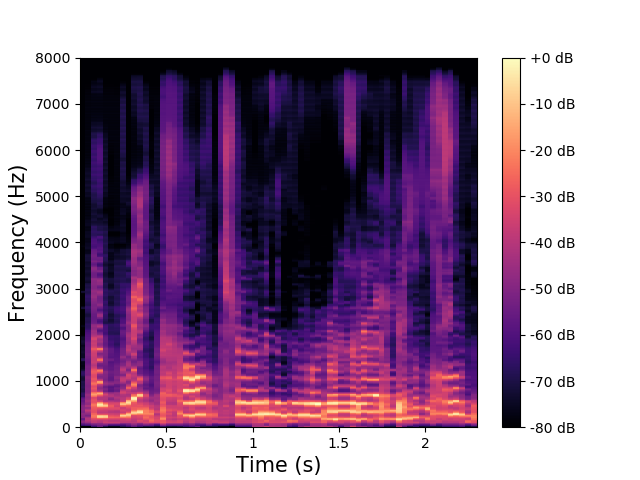 8000
7000
6000
5000
4000
3000
2000
1000
0
Frequency (Hz)
0
0.5
1
1.5
2
Time (s)
+0 dB
-10 dB
-20 dB
-30 dB
-40 dB
-50 dB
-60 dB
-70 dB
-80 dB